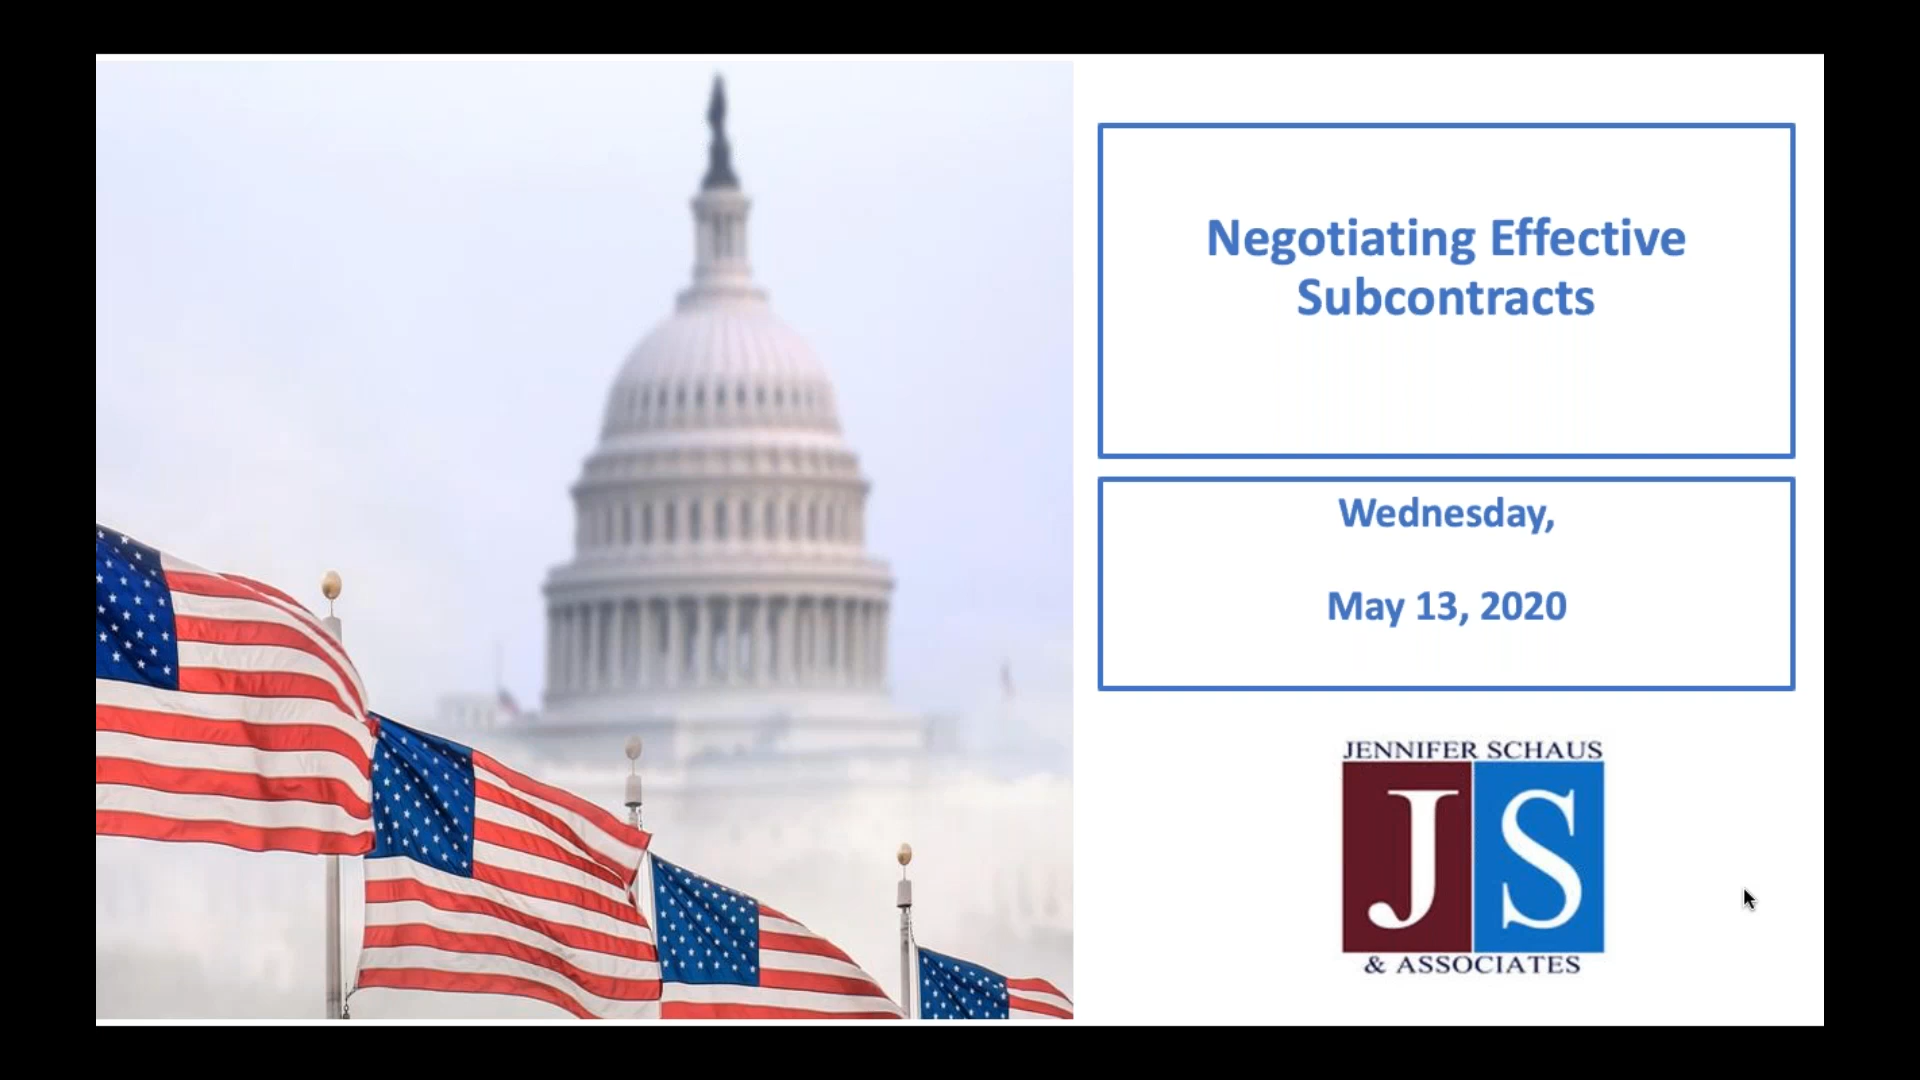 Negotiating Effective
Subcontracts
Wednesday,
May 13, 2020
JENNIFER SCHAUS
JS
& ASSOCIATES